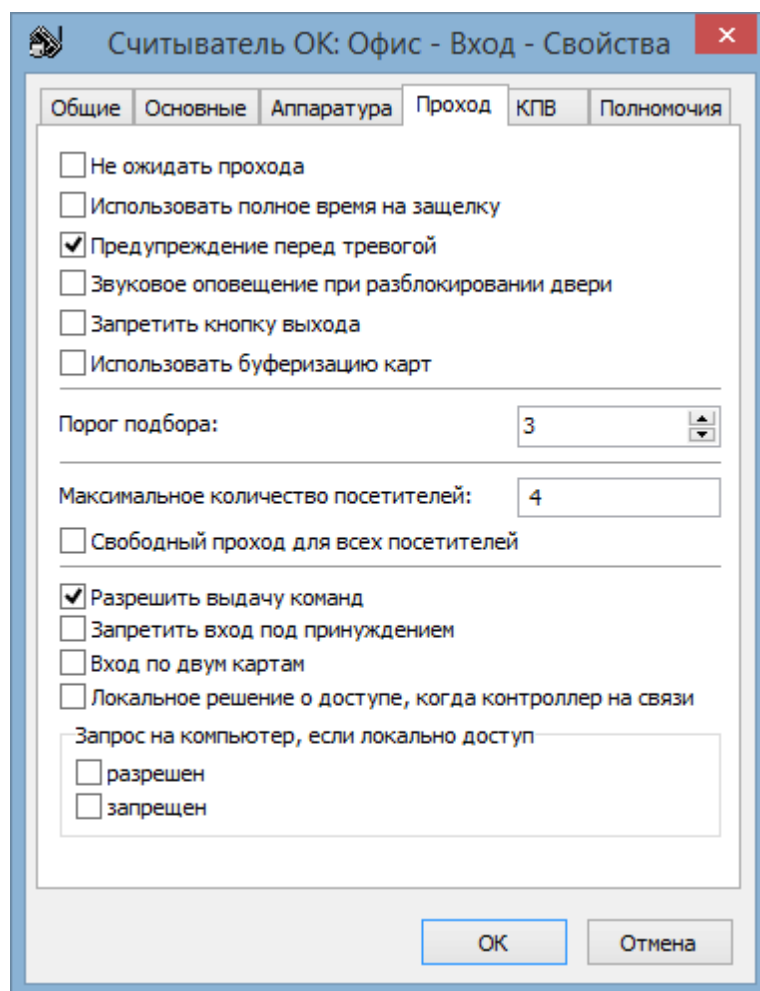 Считыватель ОК: Офис - Вход - Свойства
Общие Основные Аппаратура Проход КПВ Полномочия
Не ожидать прохода
Использовать полное время на защелку
Предупреждение перед тревогой
Звуковое оповещение при разблокировании двери
Запретить кнопку выхода
Использовать буферизацию карт
Порог подбора: 3
Максимальное количество посетителей: 4
Свободный проход для всех посетителей
Разрешить выдачу команд
Запретить вход под принуждением
Вход по двум картам
Локальное решение о доступе, когда контроллер на связи
Запрос на компьютер, если локально доступ
разрешен
запрещен
ОК Отмена